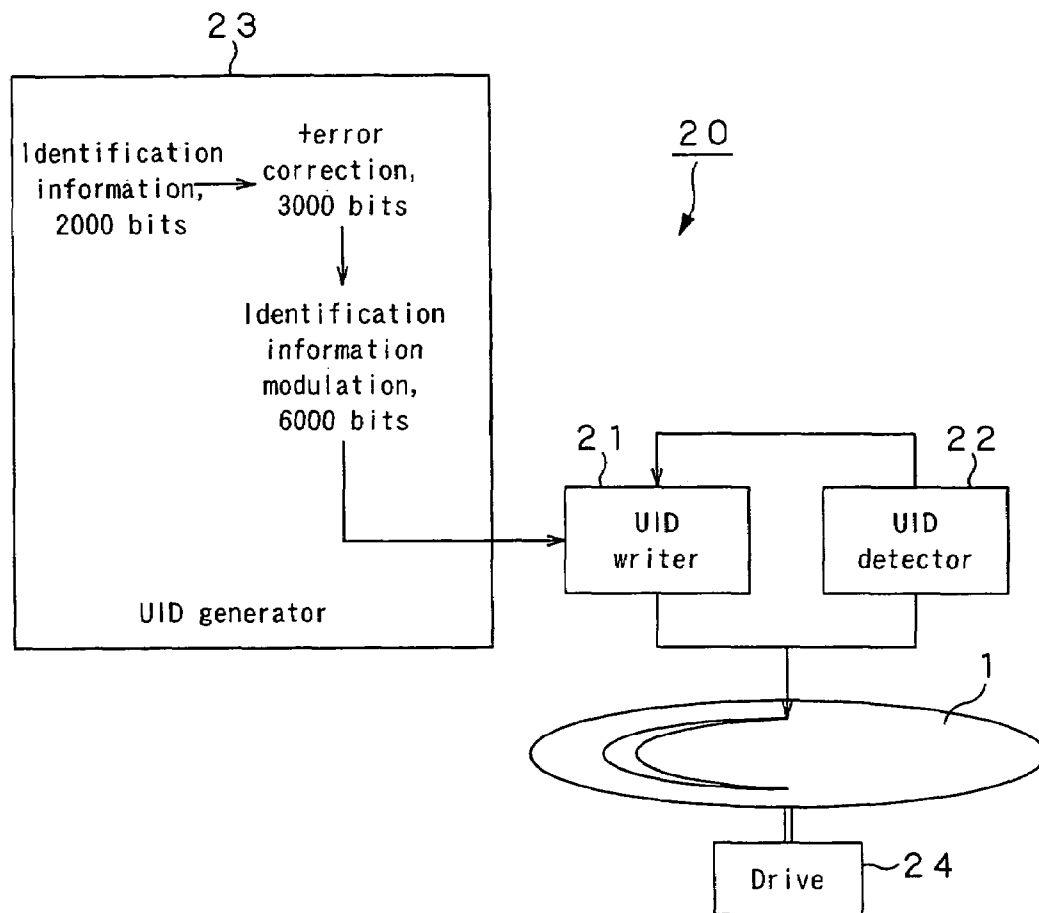 23
Identification
information,
2000 bits
+error
correction,
3000 bits
Identification
information
modulation,
6000 bits
UID generator
20
21
UID
writer
22
UID
detector
1
Drive
24